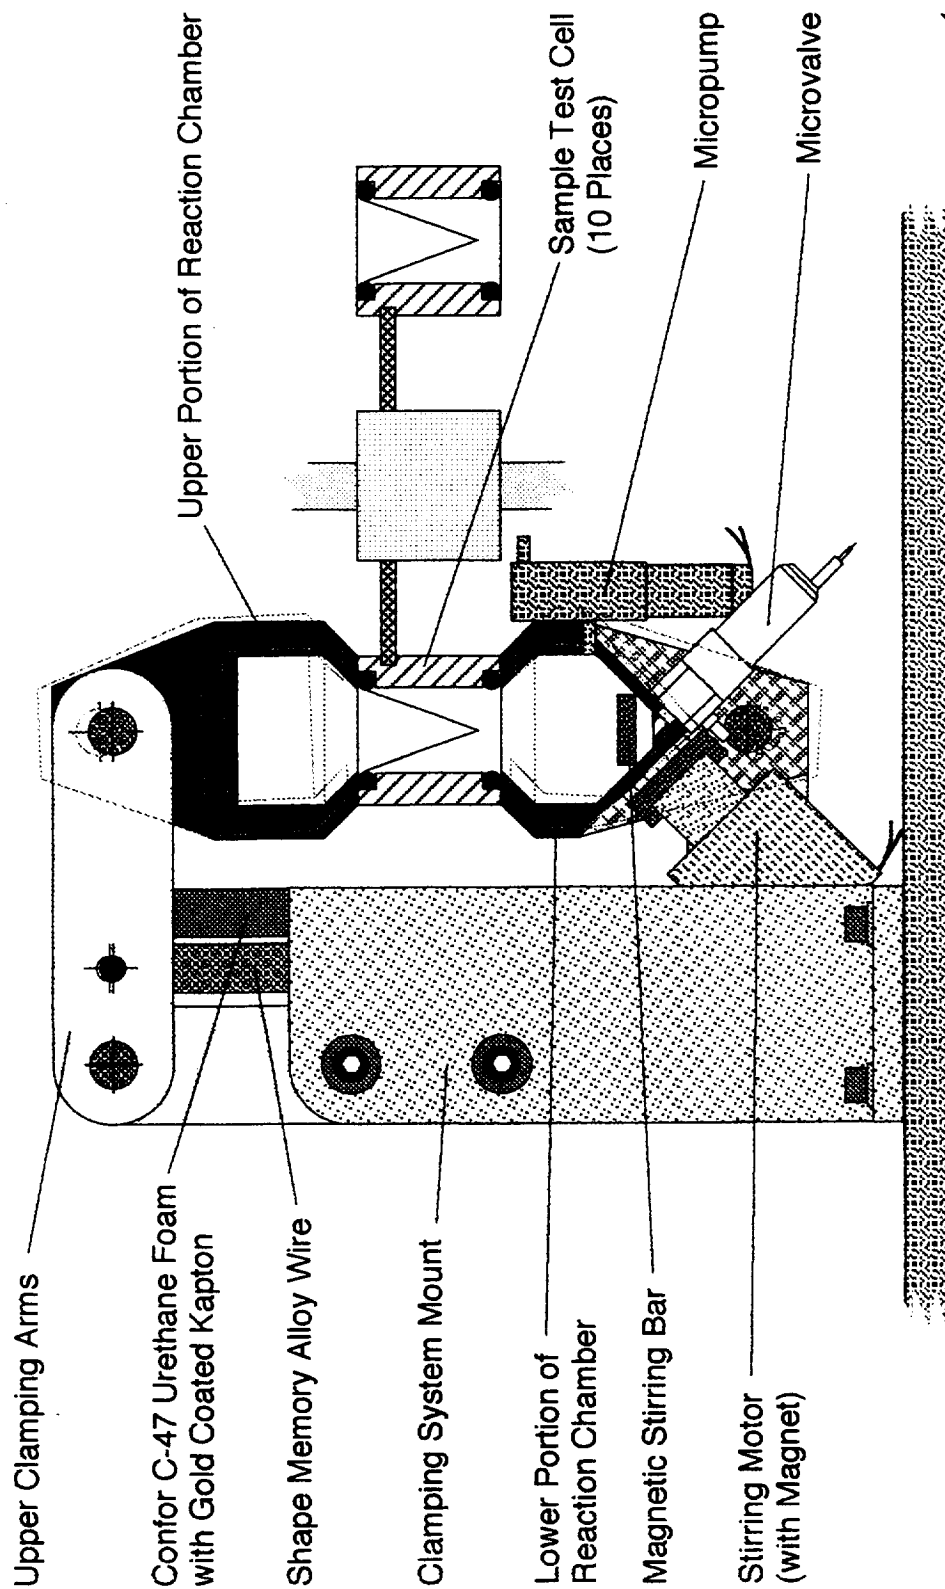 Upper Clamping Arms
Confor C-47 Urethane Foam
with Gold Coated Kapton
Shape Memory Alloy Wire
Clamping System Mount
Lower Portion of
Reaction Chamber
Magnetic Stirring Bar
Stirring Motor
(with Magnet)
Upper Portion of Reaction Chamber
Sample Test Cell
(10 Places)
Micropump
Microvalve